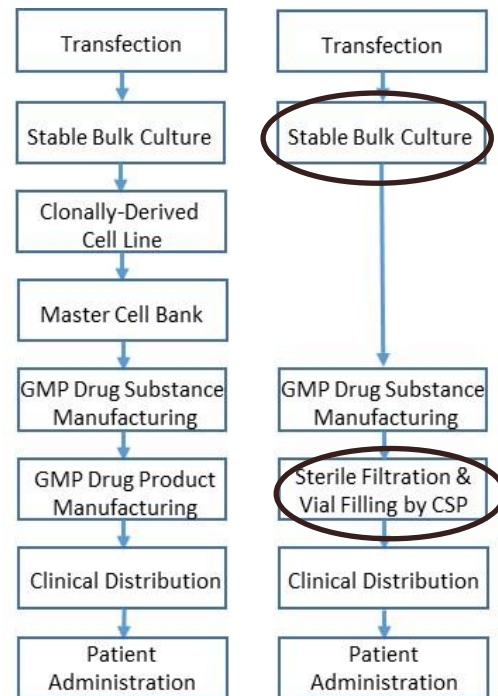 Transfection
Stable Bulk Culture
Clonally-Derived
Cell Line
Master Cell Bank
GMP Drug Substance
Manufacturing
GMP Drug Product
Manufacturing
Clinical Distribution
Patient
Administration
Transfection
Stable Bulk Culture
GMP Drug Substance
Manufacturing
Sterile Filtration &
Vial Filling by CSP
Clinical Distribution
Patient
Administration